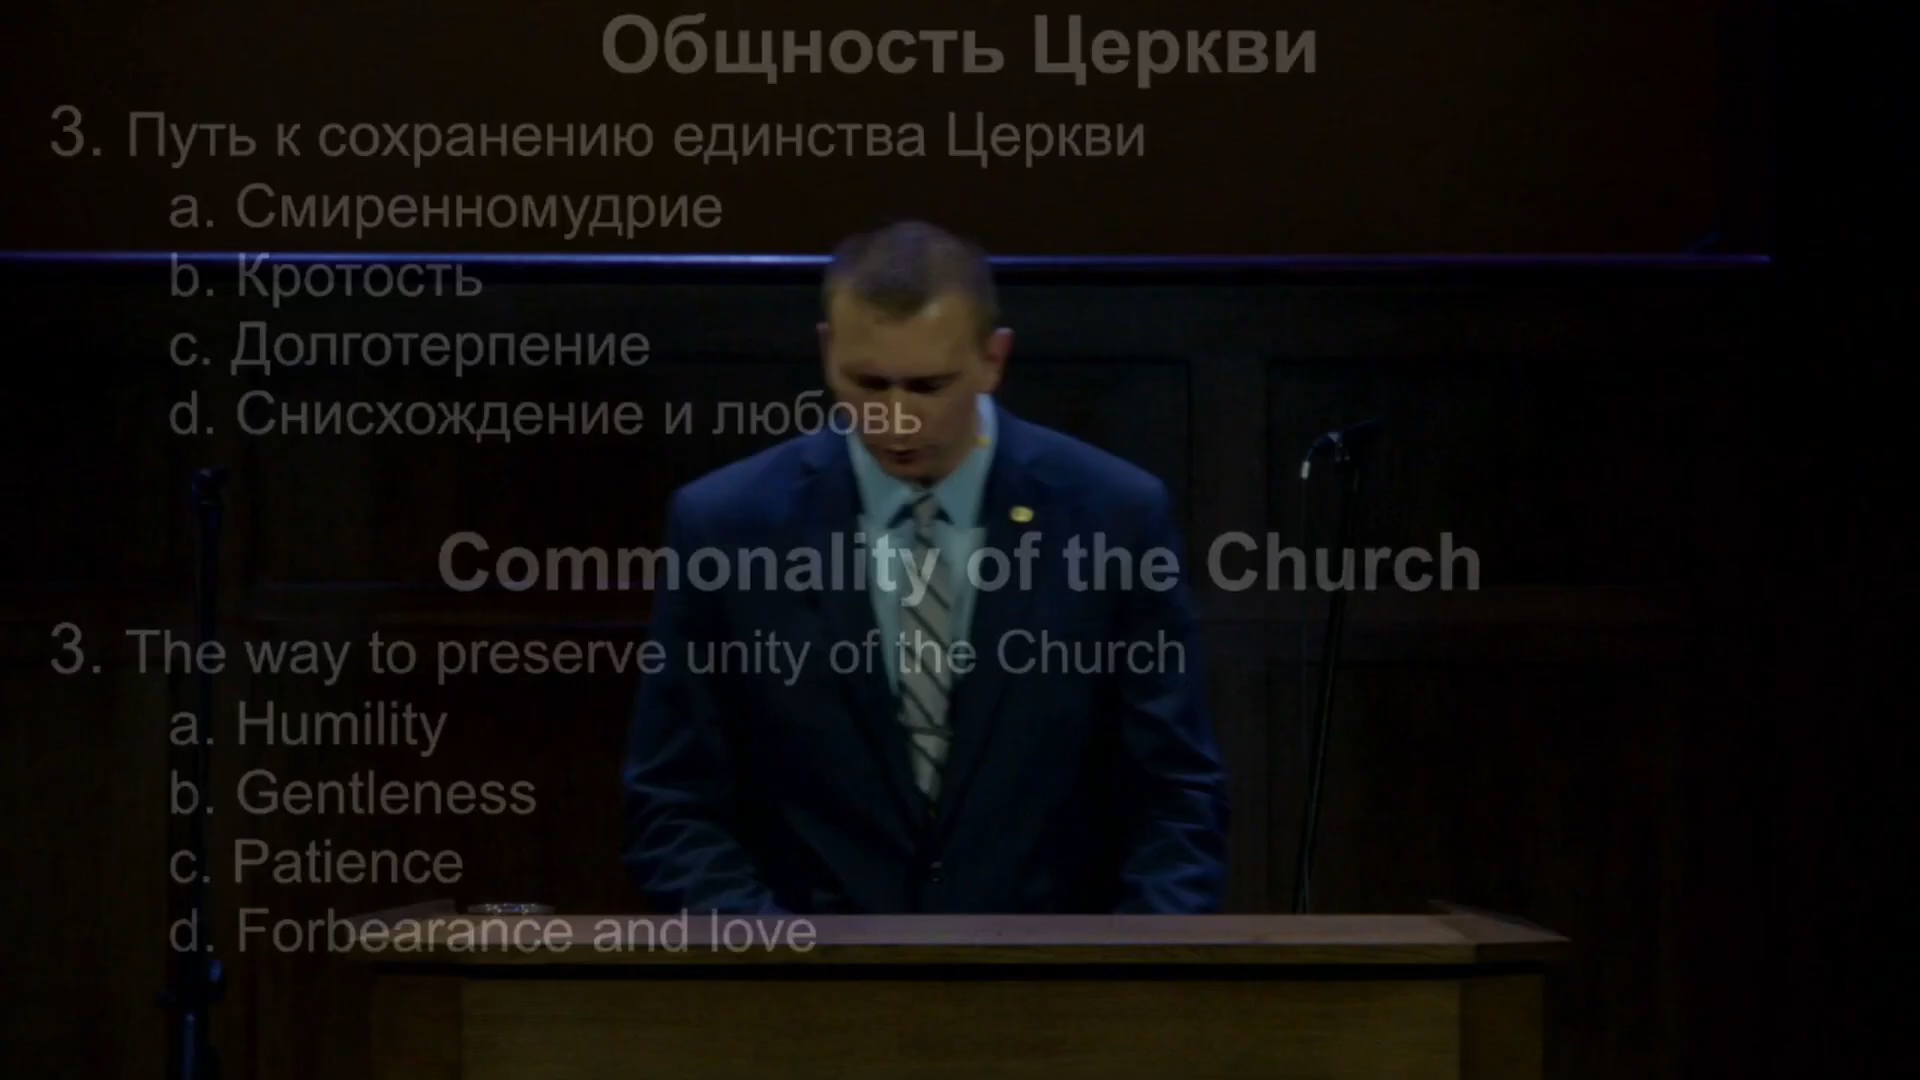 Общность Церкви
3. Путь к сохранению единства Церкви
a. Смиренномудрие
b. Кротость
c. Долготерпение
d. Снисхождение и любовь
Commonality of the Church
3. The way to preserve unity of the Church
a. Humility
b. Gentleness
c. Patience
d. Forbearance and love